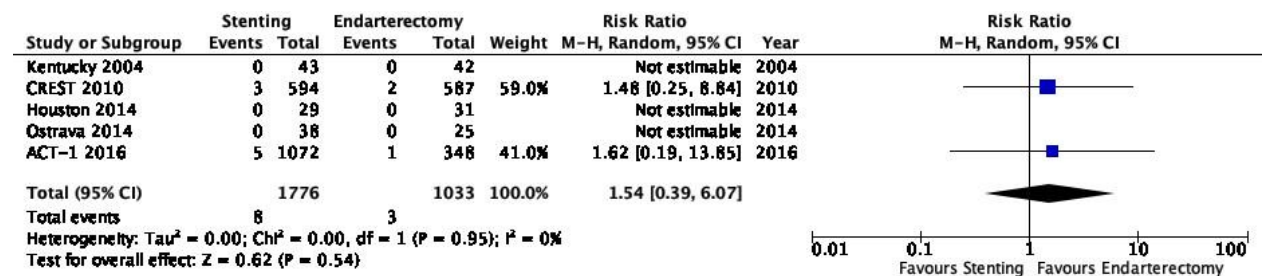 Stenting Endarterectomy Risk Ratio Risk Ratio
Study or Subgroup Events Total Events Total Weight M-H, Random, 95% CI Year M-H, Random, 95% CI
Kentucky 2004 0 43 0 42 Not estimable 2004
CREST 2010 3 594 2 587 59.0% 1.48 [0.25, 8.84] 2010
Houston 2014 0 29 0 31 Not estimable 2014
Ostrava 2014 0 38 0 25 Not estimable 2014
ACT-1 2016 5 1072 1 348 41.0% 1.62 [0.19, 13.85] 2016
Total (95% CI) 1776 1033 100.0% 1.54 [0.39, 6.07]
Total events 8 3
Heterogeneity: Tau² = 0.00; Chi² = 0.00, df = 1 (P = 0.95); I² = 0%
Test for overall effect: Z = 0.62 (P = 0.54)
0.01 0.1 1 10 100
Favours Stenting Favours Endarterectomy